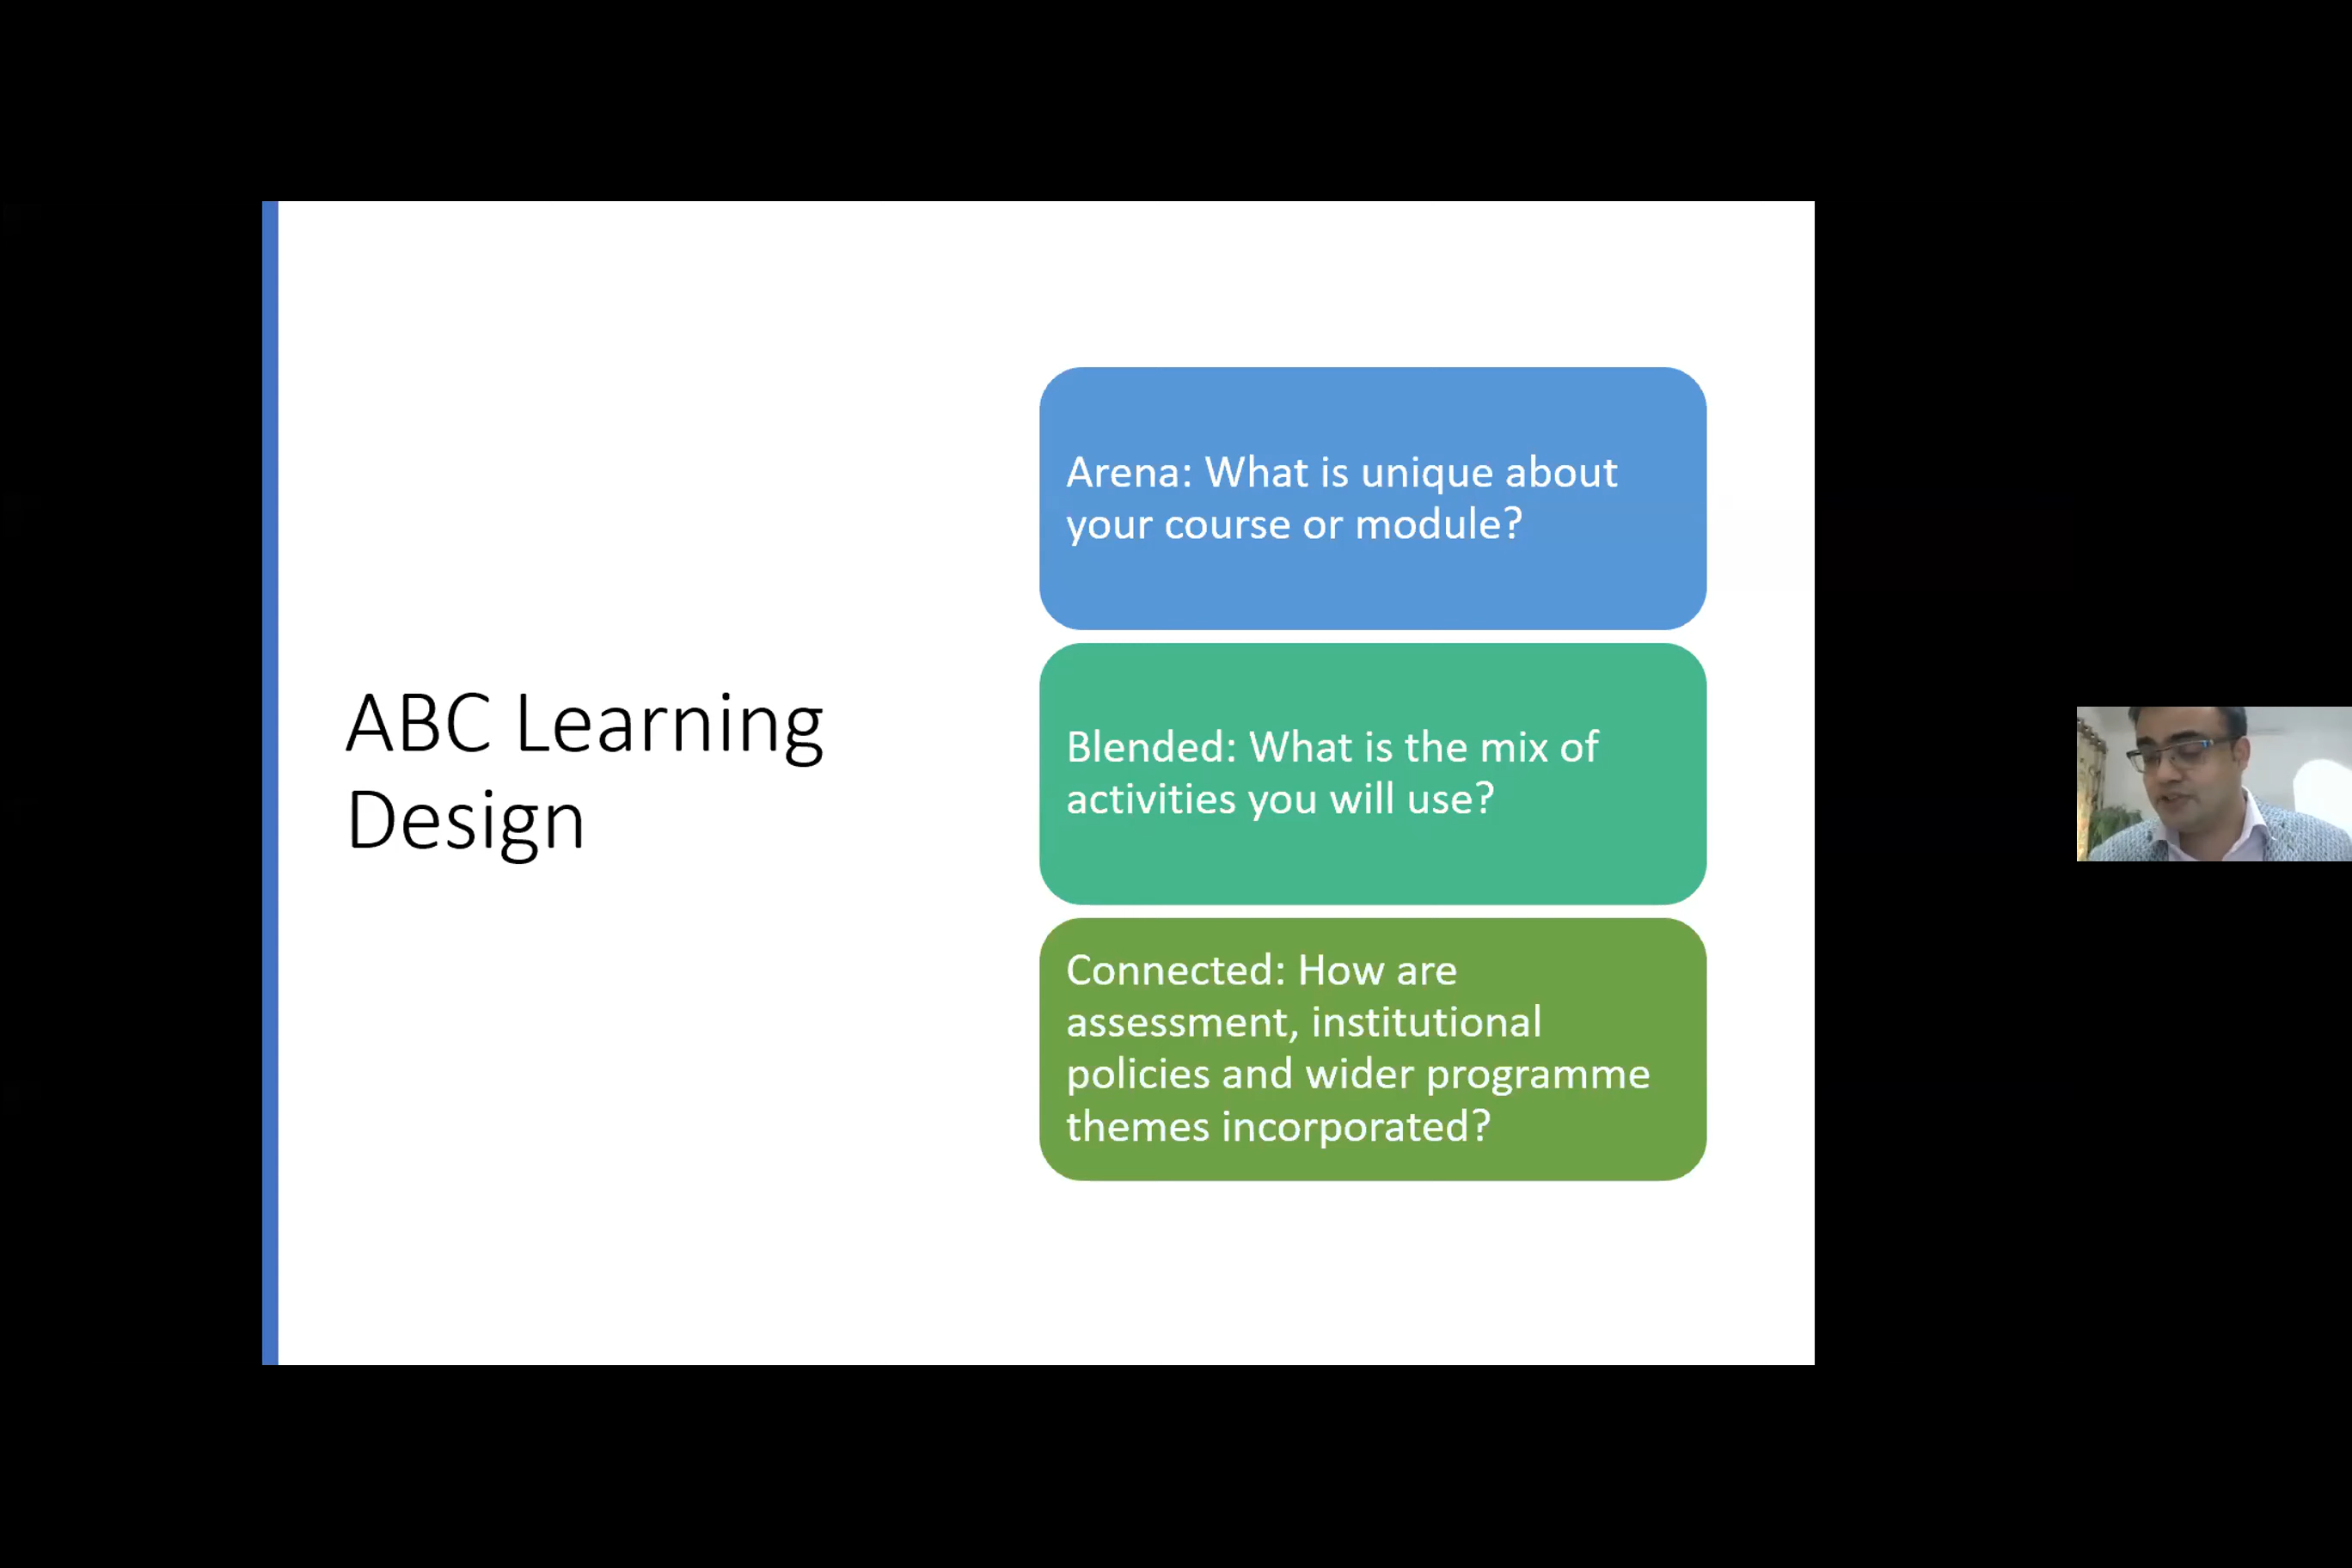 ABC Learning
Design
Arena: What is unique about
your course or module?
Blended: What is the mix of
activities you will use?
Connected: How are
assessment, institutional
policies and wider programme
themes incorporated?